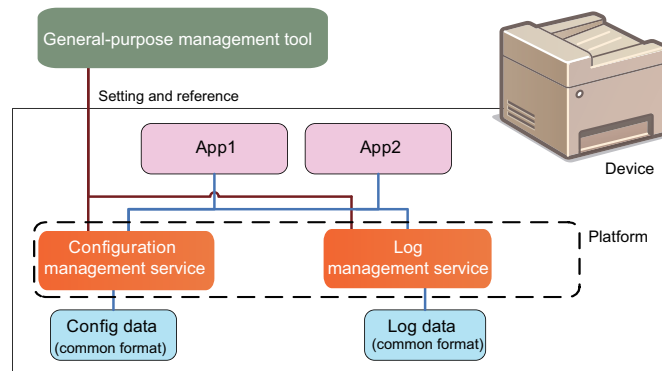 General-purpose management tool
Setting and reference
Device
App1
App2
Platform
Configuration
management service
Log
management service
Config data
(common format)
Log data
(common format)